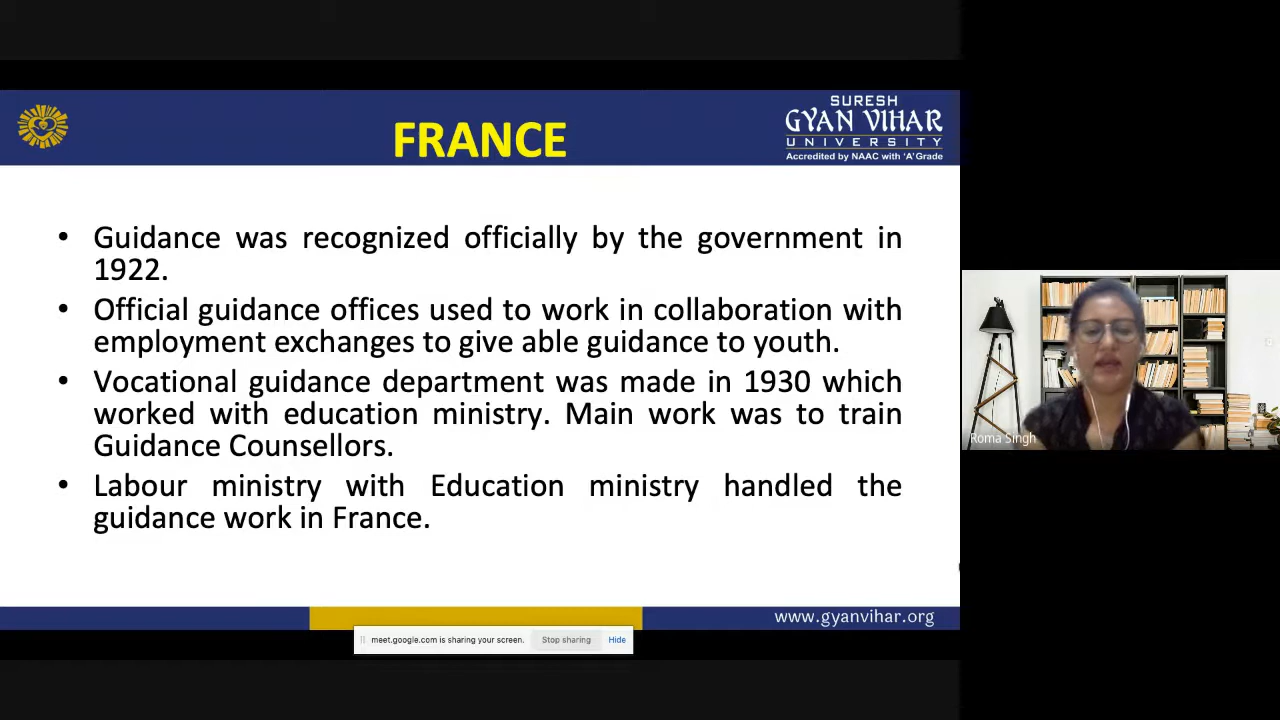 FRANCE
SURESH
GYAN VIHAR
UNIVERSITY
Accredited by NAAC with 'A' Grade
• Guidance was recognized officially by the government in
1922.
• Official guidance offices used to work in collaboration with
employment exchanges to give able guidance to youth.
• Vocational guidance department was made in 1930 which
worked with education ministry. Main work was to train
Guidance Counsellors.
• Labour ministry with Education ministry handled the
guidance work in France.
Roma Singh
www.gyanvihar.org
meet.google.com is sharing your screen. Stop sharing Hide